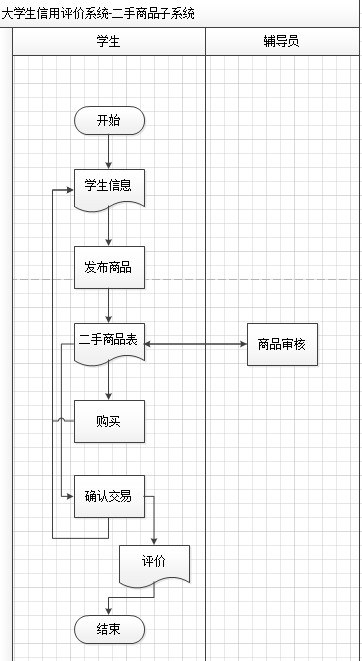 大学生信用评价系统-二手商品子系统
学生
辅导员
开始
学生信息
发布商品
二手商品表
商品审核
购买
确认交易
评价
结束